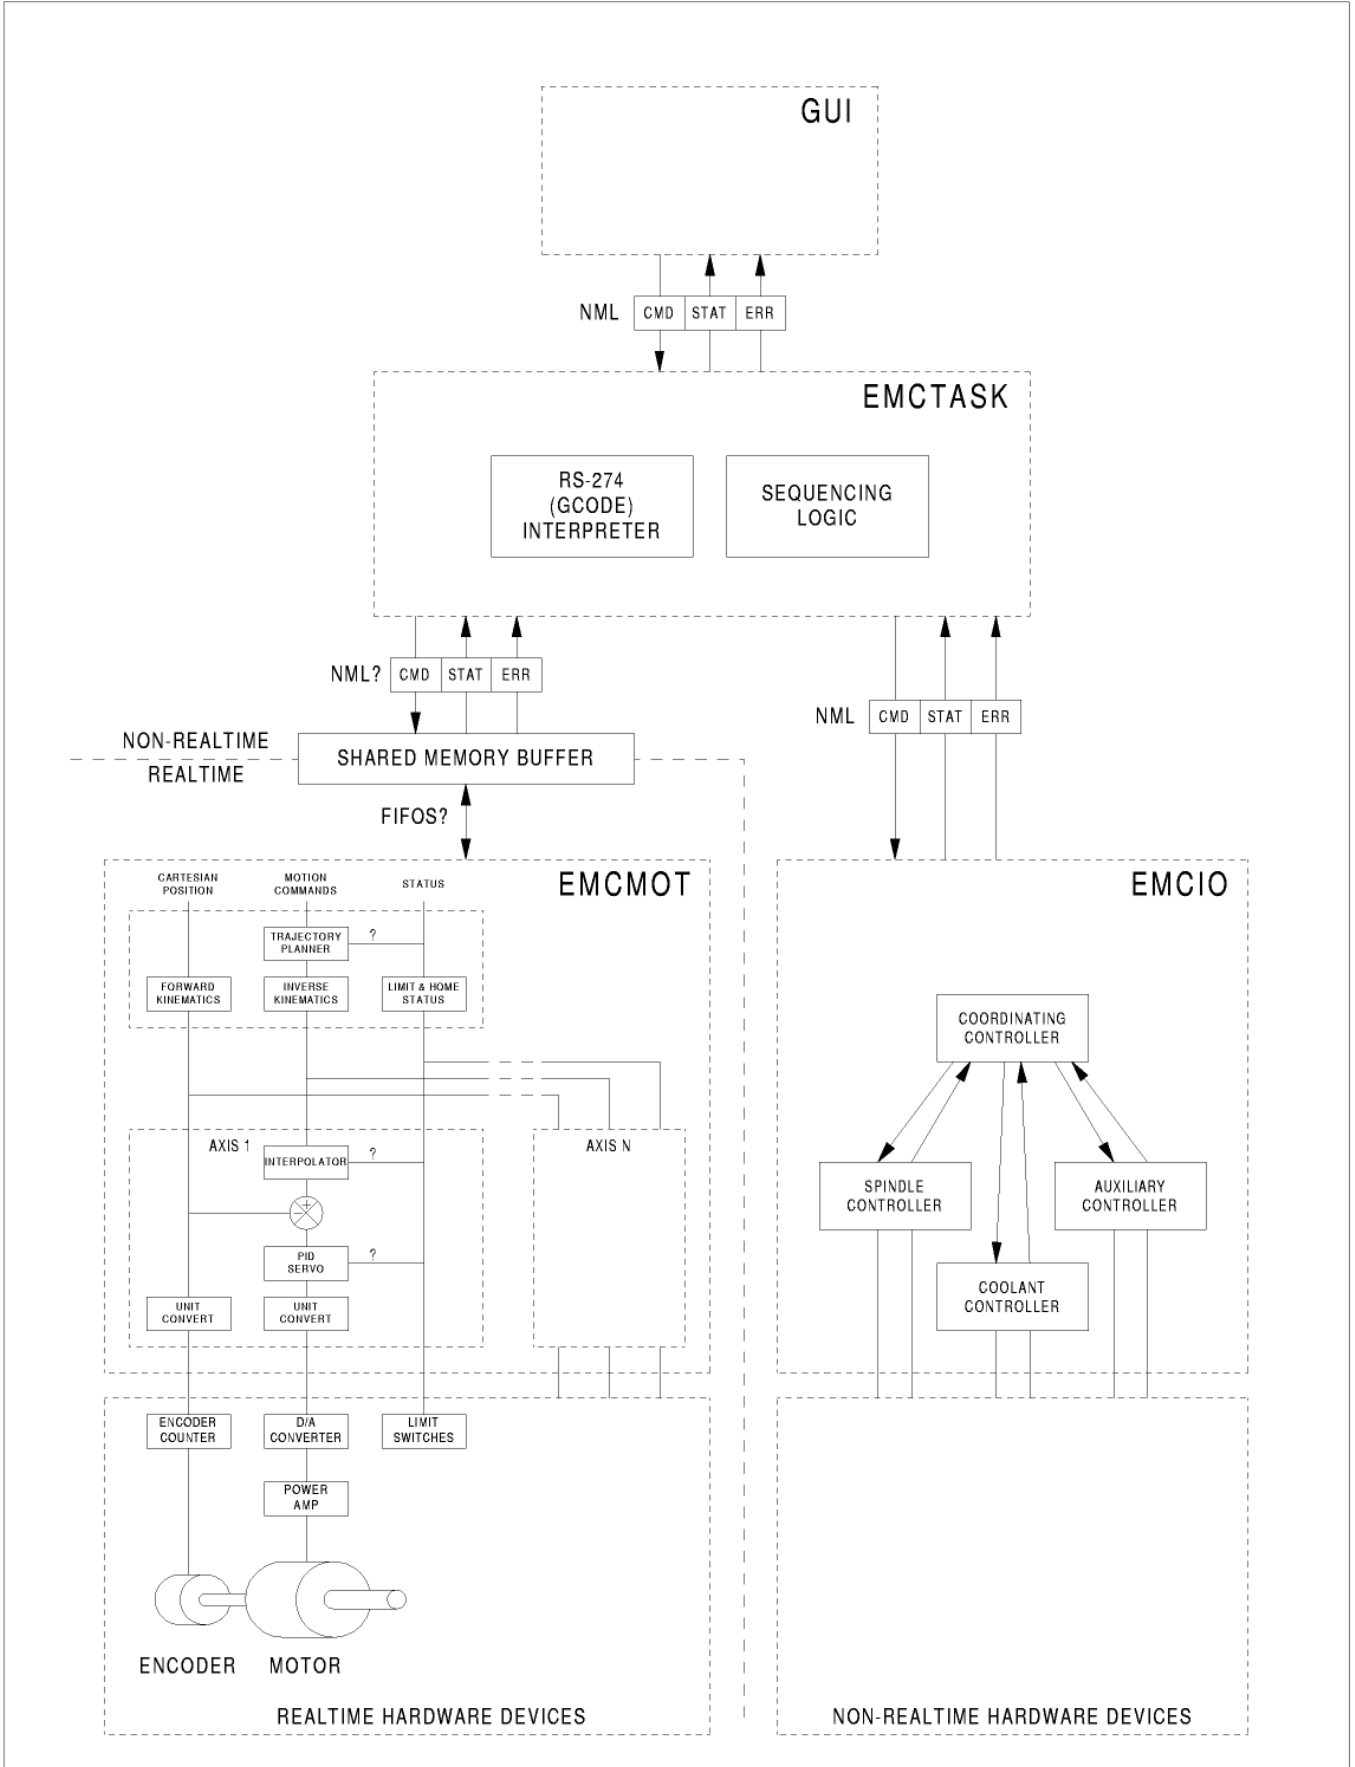 GUI
NML
CMD
STAT
ERR
EMCTASK
RS-274
(GCODE)
INTERPRETER
SEQUENCING
LOGIC
NML?
CMD
STAT
ERR
NML
CMD
STAT
ERR
NON-REALTIME
REALTIME
SHARED MEMORY BUFFER
FIFOS?
CARTESIAN
POSITION
MOTION
COMMANDS
STATUS
EMCMOT
TRAJECTORY
PLANNER
?
FORWARD
KINEMATICS
INVERSE
KINEMATICS
LIMIT & HOME
STATUS
AXIS 1
INTERPOLATOR
?
+
−
PID
SERVO
?
UNIT
CONVERT
UNIT
CONVERT
AXIS N
EMCIO
COORDINATING
CONTROLLER
SPINDLE
CONTROLLER
AUXILIARY
CONTROLLER
COOLANT
CONTROLLER
ENCODER
COUNTER
D/A
CONVERTER
LIMIT
SWITCHES
POWER
AMP
ENCODER
MOTOR
REALTIME HARDWARE DEVICES
NON-REALTIME HARDWARE DEVICES